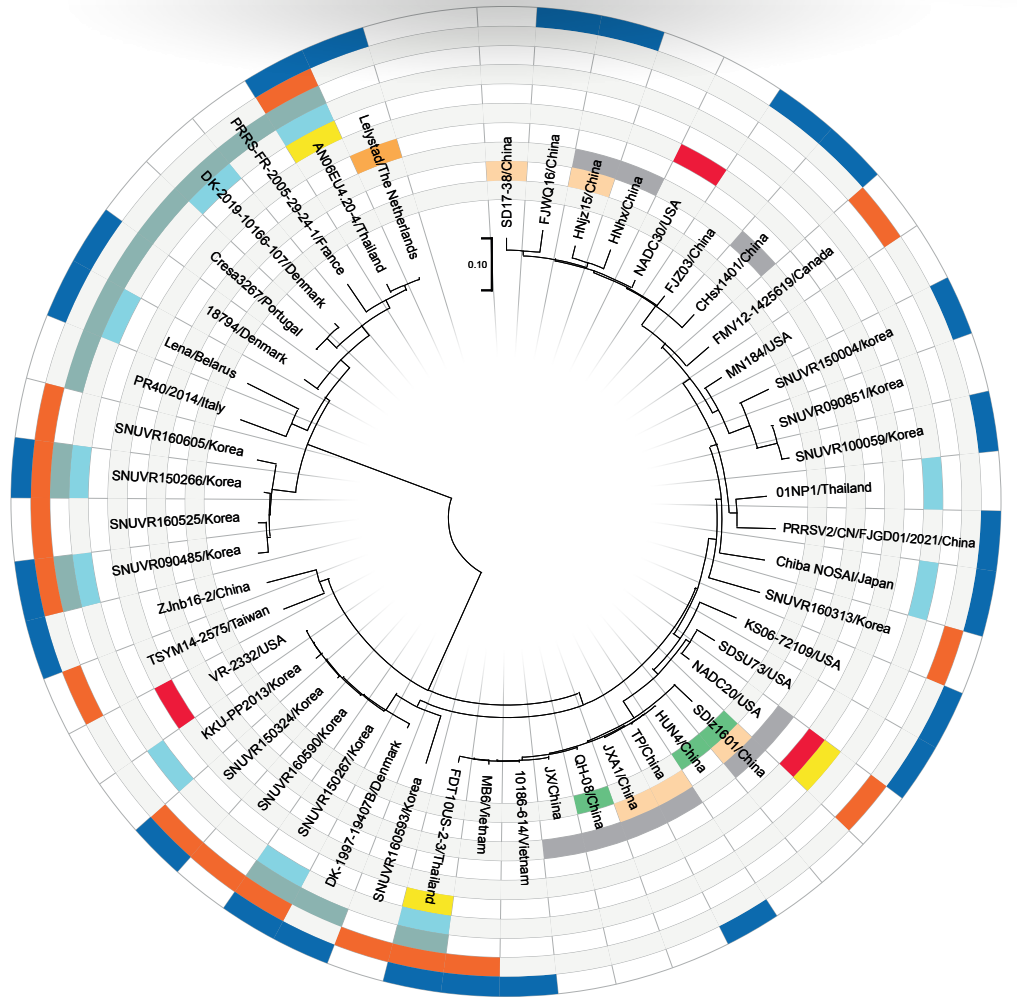 SD17-38/China
FJWQ16/China
HNjz15/China
HNhx/China
NADC30/USA
FJZ03/China
CHsx1401/China
FMV12-1425619/Canada
MN184/USA
SNUVR150004/korea
SNUVR090851/Korea
SNUVR100059/Korea
01NP1/Thailand
PRRSV2/CN/FJGD01/2021/China
Chiba NOSAI/Japan
SNUVR160313/Korea
KS06-72109/USA
SDSU73/USA
NADC20/USA
SDlz1601/China
HUN4/China
TP/China
JXA1/China
QH-08/China
JX/China
10186-614/Vietnam
MB6/Vietnam
FDT10US-2-3/Thailand
SNUVR160593/Korea
DK-1997-19407B/Denmark
SNUVR150267/Korea
SNUVR160590/Korea
SNUVR150324/Korea
KKU-PP2013/Korea
VR-2332/USA
TSYM14-2575/Taiwan
ZJnb16-2/China
SNUVR090485/Korea
SNUVR160525/Korea
SNUVR150266/Korea
SNUVR160605/Korea
PR40/2014/Italy
Lena/Belarus
18794/Denmark
Cresa3267/Portugal
DK-2019-10166-107/Denmark
PRRS-FR-2005-29-24-1/France
AN06EU4.20-4/Thailand
Lelystad/The Netherlands
0.10